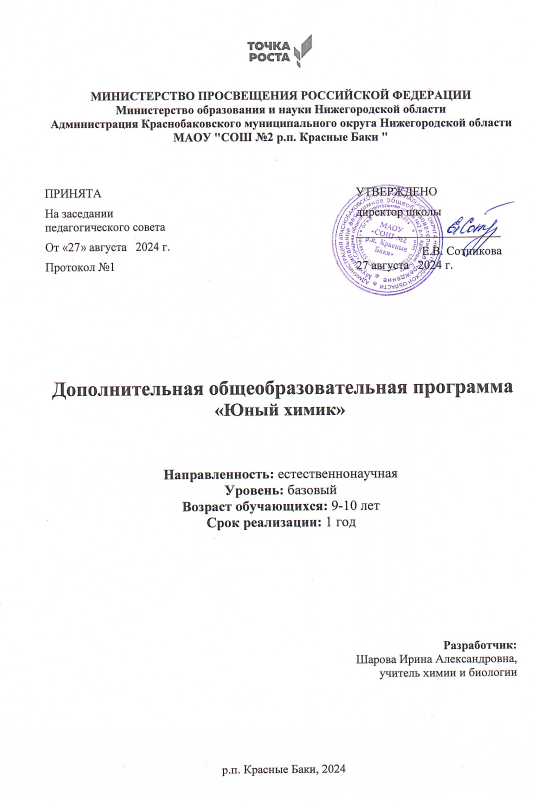 ТОЧКА
РОСТА
МИНИСТЕРСТВО ПРОСВЕЩЕНИЯ РОССИЙСКОЙ ФЕДЕРАЦИИ
Министерство образования и науки Нижегородской области
Администрация Краснобаковского муниципального округа Нижегородской области
МАОУ "СОШ №2 р.п. Красные Баки "
ПРИНЯТА
На заседании
педагогического совета
От «27» августа 2024 г.
Протокол №1
УТВЕРЖДЕНО
директор школы
Е.В. Сотникова
27 августа 2024 г.
МАОУ
«СОШ №2
р.п. Красные
Баки»
Дополнительная общеобразовательная программа
«Юный химик»
Направленность: естественнонаучная
Уровень: базовый
Возраст обучающихся: 9-10 лет
Срок реализации: 1 год
Разработчик:
Шарова Ирина Александровна,
учитель химии и биологии
р.п. Красные Баки, 2024